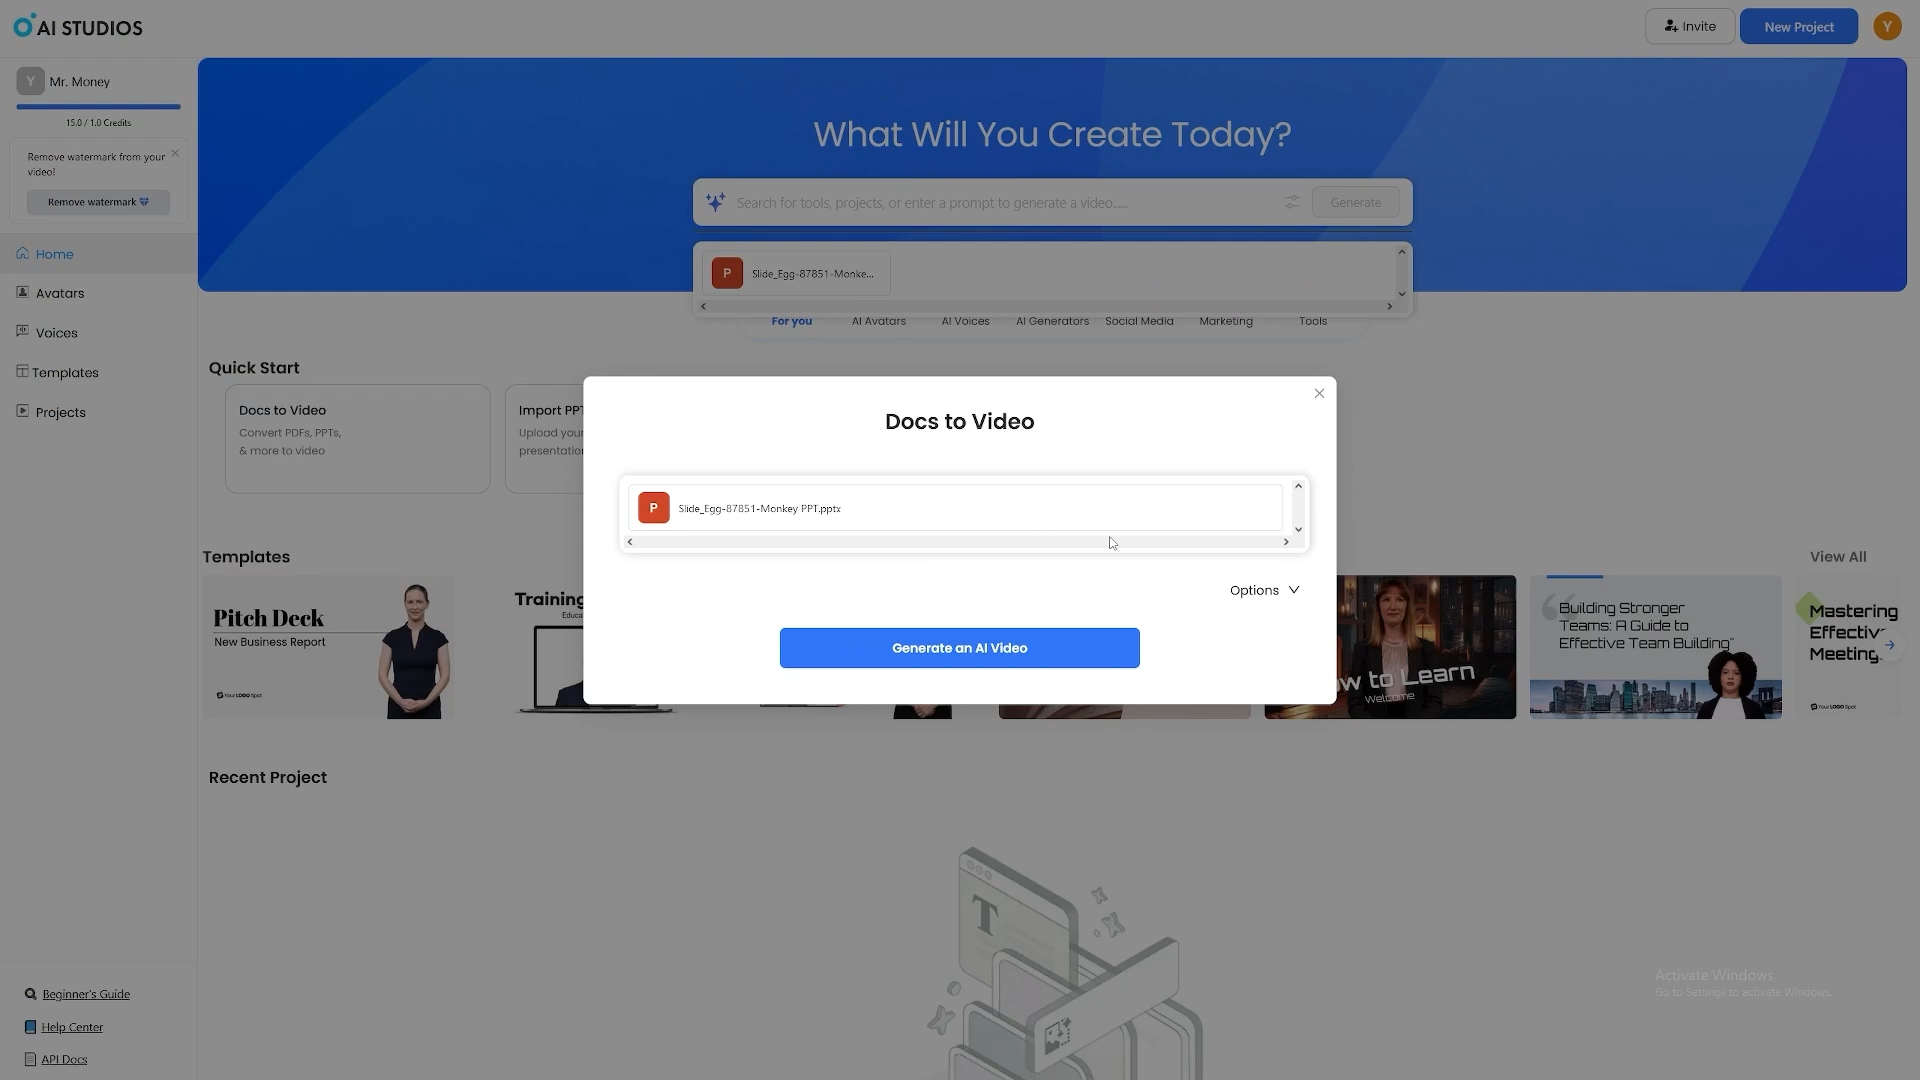 AI STUDIOS
Invite
New Project
Y
Y
Mr. Money
15.0 / 1.0 Credits
Remove watermark from your
video!
Remove watermark
Home
Avatars
Voices
Templates
Projects
What Will You Create Today?
Search for tools, projects, or enter a prompt to generate a video......
Generate
P
Slide_Egg-87851-Monke...
For you
AI Avatars
AI Voices
AI Generators
Social Media
Marketing
Tools
Quick Start
Docs to Video
Convert PDFs, PPTs,
& more to video
Import PPT
Upload your
Docs to Video
P
Slide_Egg-87851-Monkey PPT.pptx
Options
Generate an AI Video
Templates
View All
Pitch Deck
New Business Report
Your LOGO Spot
Training
to Learn
Welcome
Building Stronger
Teams: A Guide to
Effective Team Building"
Your LOGO Spot
Mastering
Effectiv
Meeting
Your LOGO Spot
Recent Project
T
Activate Windows
Go to Settings to activate Windows.
Beginner's Guide
Help Center
API Docs